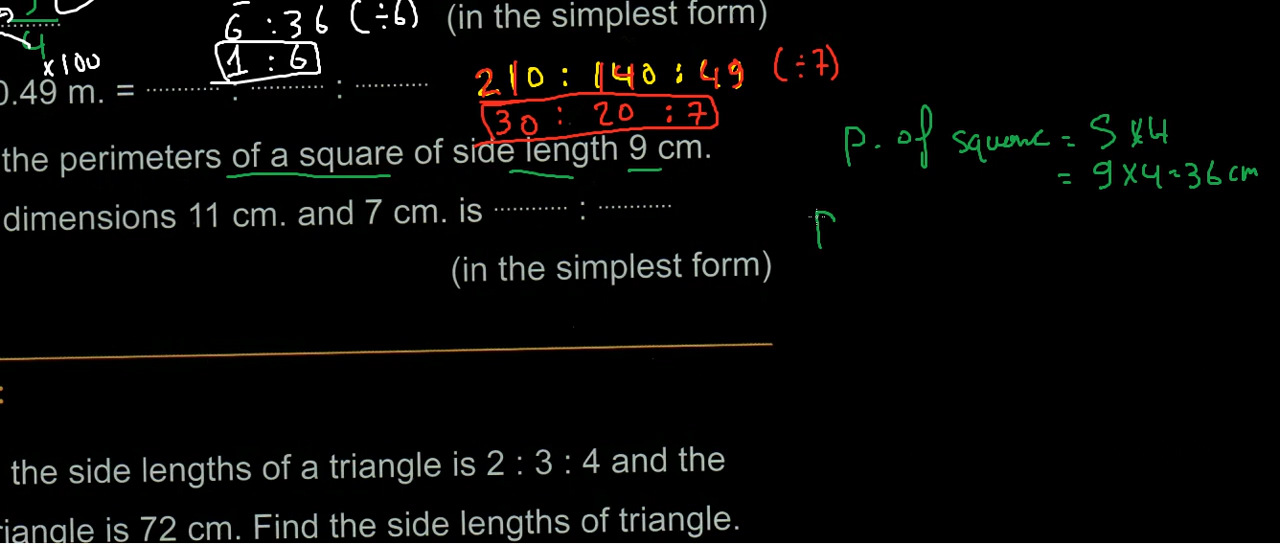 6 : 36 (÷6) (in the simplest form)
4
×100
1 : 6
0.49 m. = ............ : ............ : ............
210 : 140 : 49 (÷7)
30 : 20 : 7
the perimeters of a square of side length 9 cm.
P. of square = S × 4
= 9 × 4 = 36 cm
dimensions 11 cm. and 7 cm. is ............ : ............
P
(in the simplest form)
:
the side lengths of a triangle is 2 : 3 : 4 and the
riangle is 72 cm. Find the side lengths of triangle.